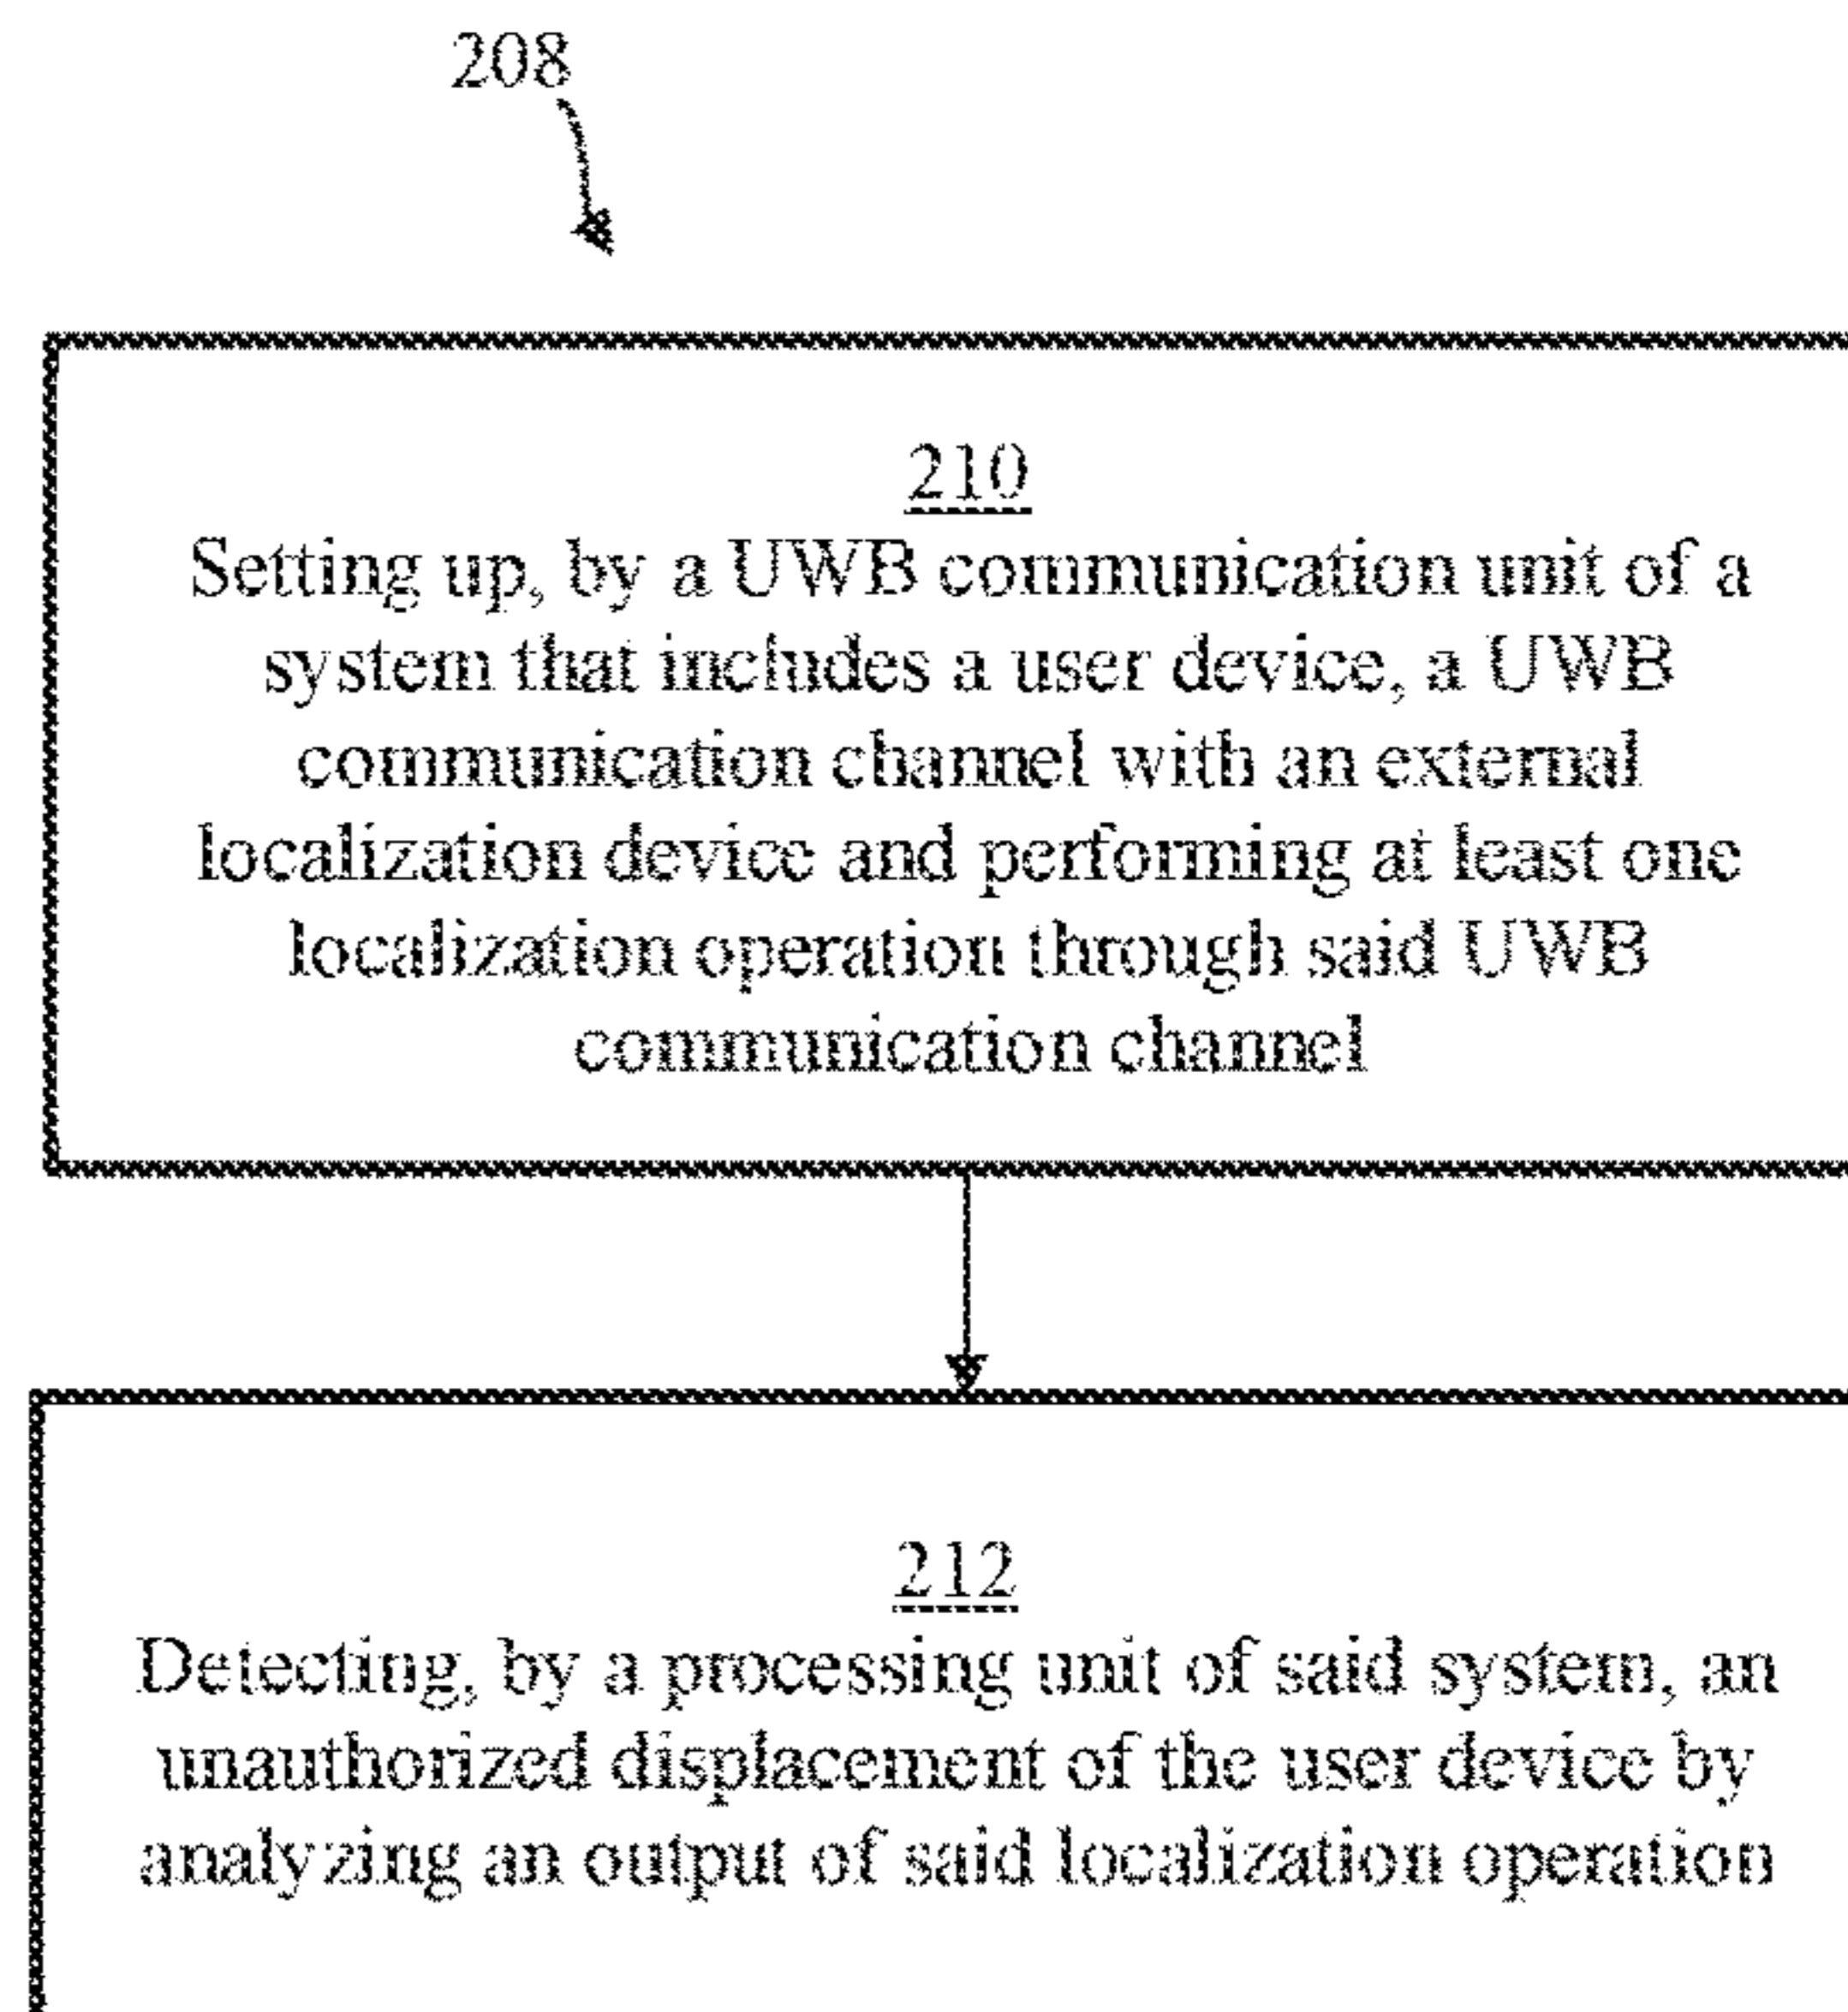 208
210
Setting up, by a UWB communication unit of a
system that includes a user device, a UWB
communication channel with an external
localization device and performing at least one
localization operation through said UWB
communication channel
212
Detecting, by a processing unit of said system, an
unauthorized displacement of the user device by
analyzing an output of said localization operation